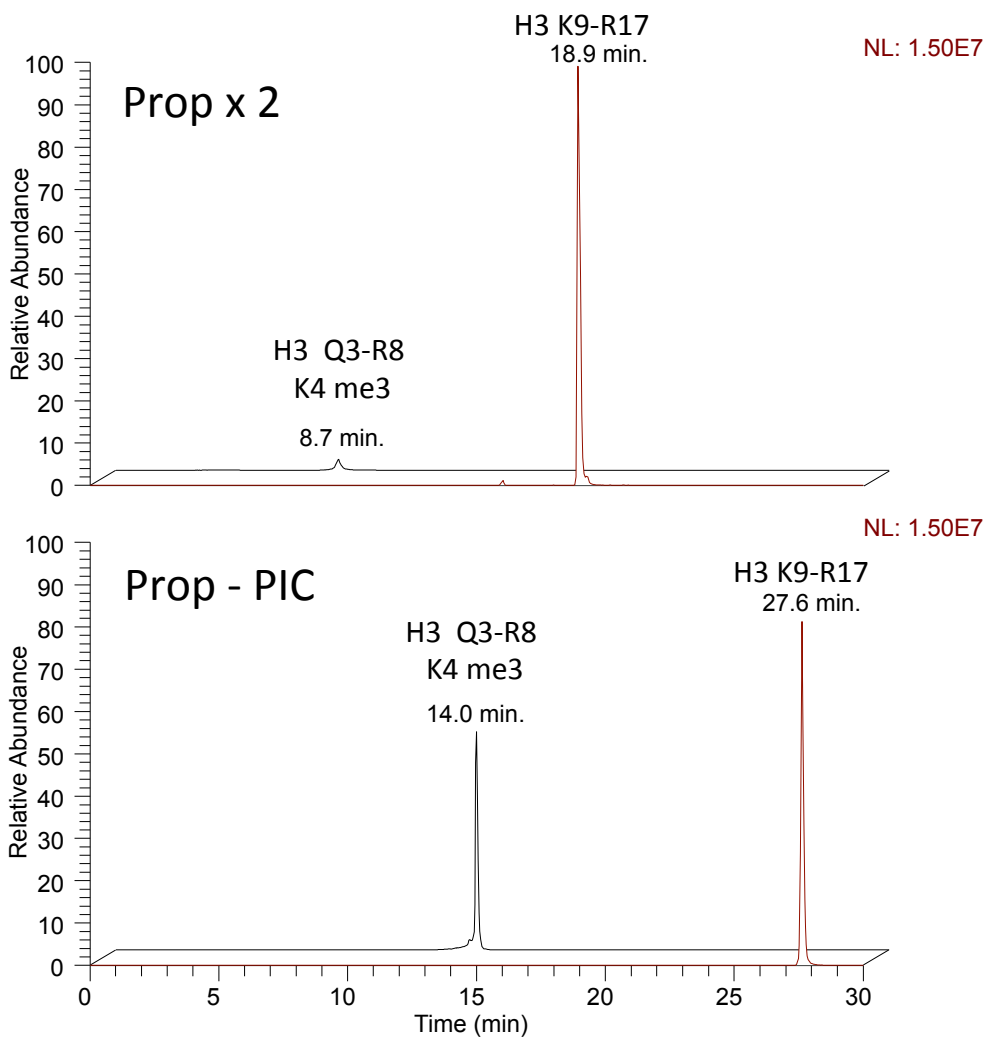 H3 K9-R17
18.9 min.
NL: 1.50E7
Prop x 2
100
90
80
70
60
50
40
30
20
10
0
Relative Abundance
H3  Q3-R8
K4 me3
8.7 min.
NL: 1.50E7
Prop - PIC
H3 K9-R17
27.6 min.
100
90
80
70
60
50
40
30
20
10
0
Relative Abundance
H3  Q3-R8
K4 me3
14.0 min.
0 5 10 15 20 25 30
Time (min)